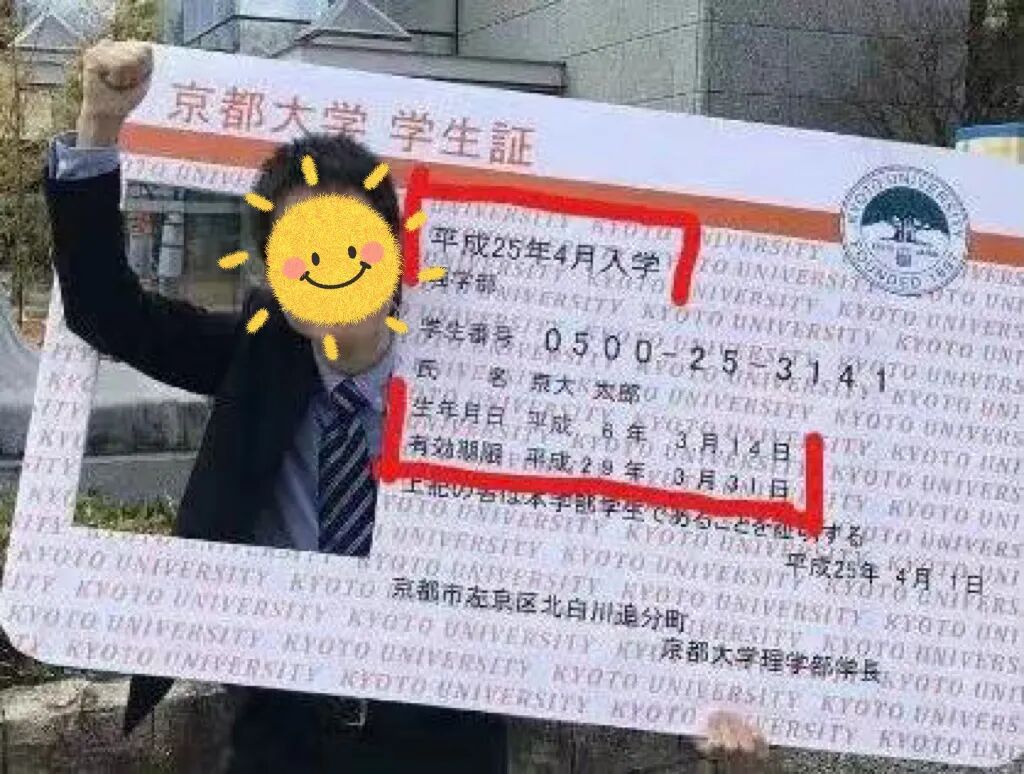 京都大学 学生証
平成25年4月入学
理学部
学生番号 0500-25-3141
氏 名 京大 太郎
生年月日 平成 6年 3月14日
有効期限 平成29年 3月31日
上記の者は本学部学生であることを証明する
平成25年 4月 1日
京都市左京区北白川追分町
京都大学理学部学長
KYOTO UNIVERSITY